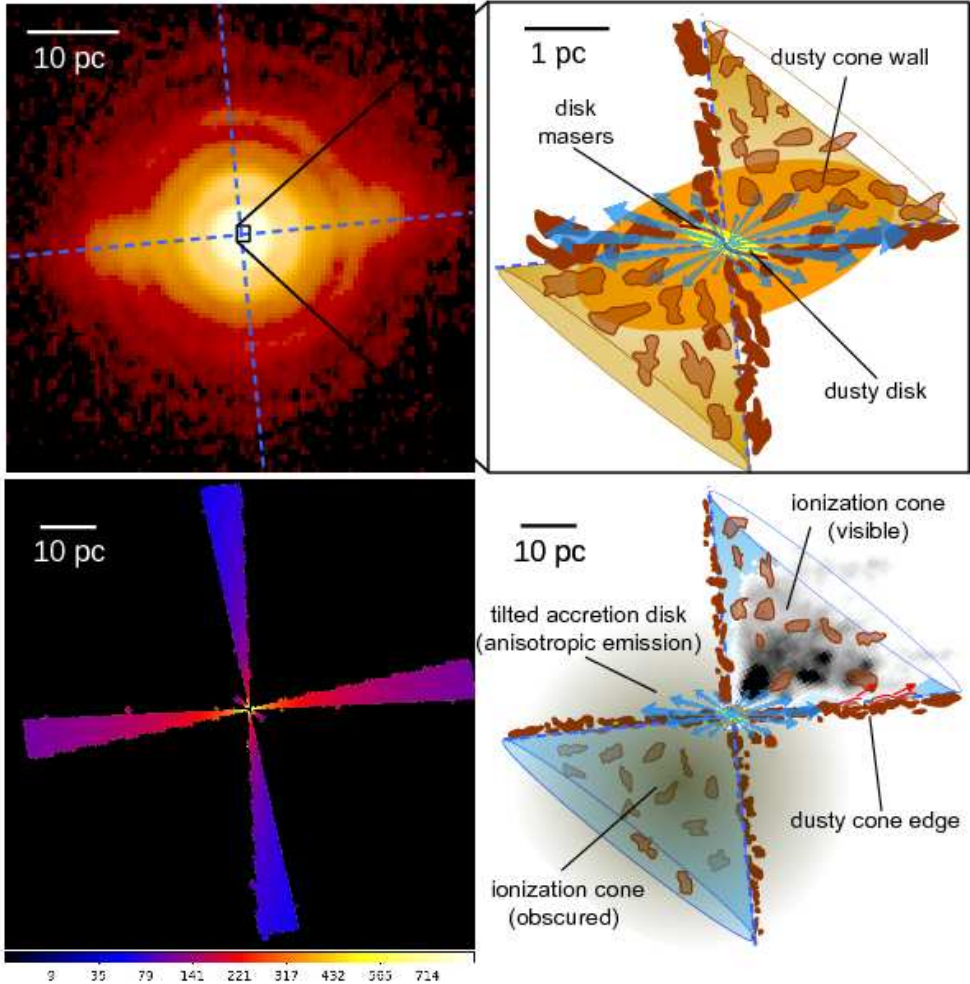 10 pc
1 pc
dusty cone wall
disk
masers
dusty disk
10 pc
10 pc
ionization cone
(visible)
tilted accretion disk
(anisotropic emission)
dusty cone edge
ionization cone
(obscured)
9 35 79 141 221 317 432 565 714